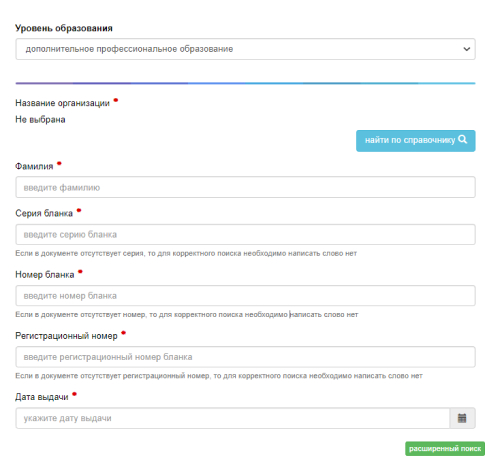 Уровень образования
дополнительное профессиональное образование
Название организации *
Не выбрана
найти по справочнику
Фамилия *
введите фамилию
Серия бланка *
введите серию бланка
Если в документе отсутствует серия, то для корректного поиска необходимо написать слово нет
Номер бланка *
введите номер бланка
Если в документе отсутствует номер, то для корректного поиска необходимо написать слово нет
Регистрационный номер *
введите регистрационный номер бланка
Если в документе отсутствует регистрационный номер, то для корректного поиска необходимо написать слово нет
Дата выдачи *
укажите дату выдачи
расширенный поиск